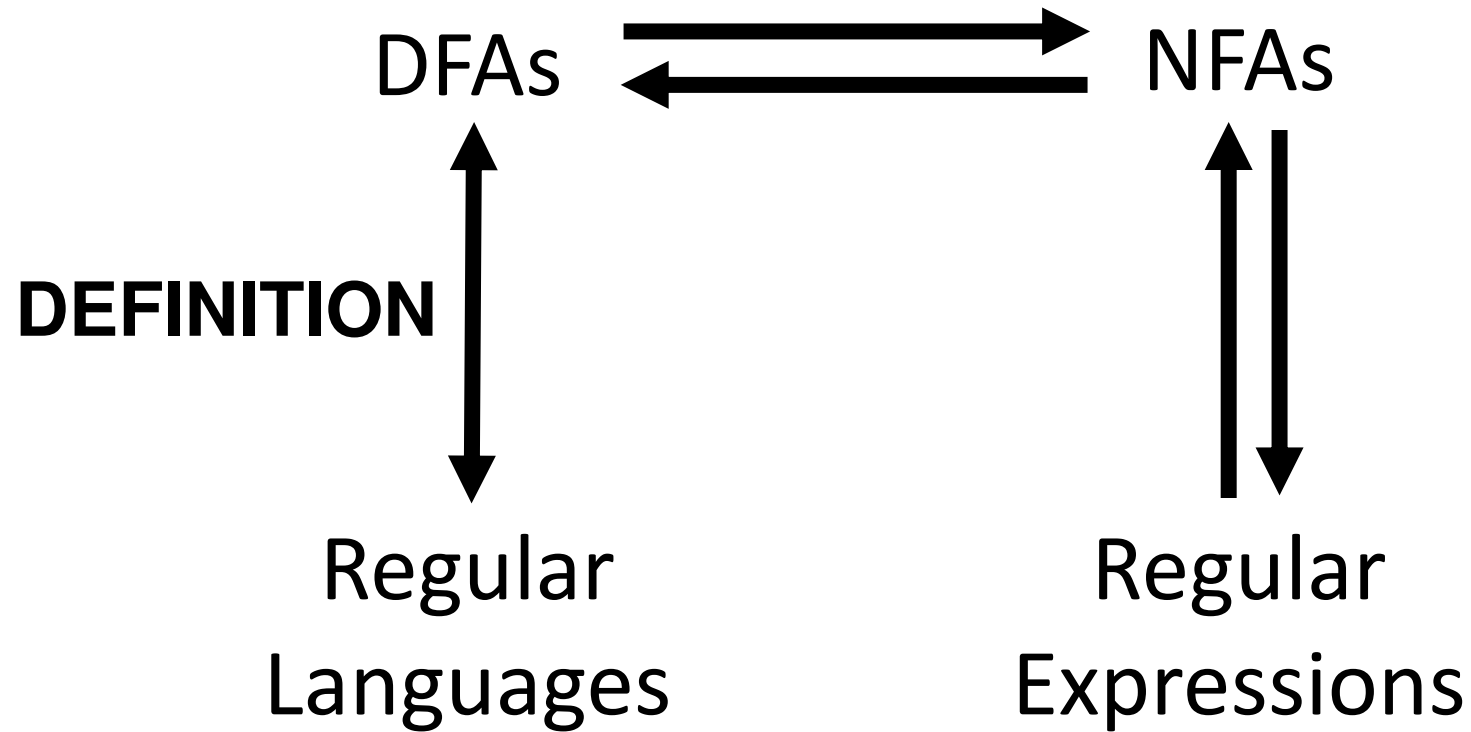 DFAs
NFAs
DEFINITION
Regular
Languages
Regular
Expressions